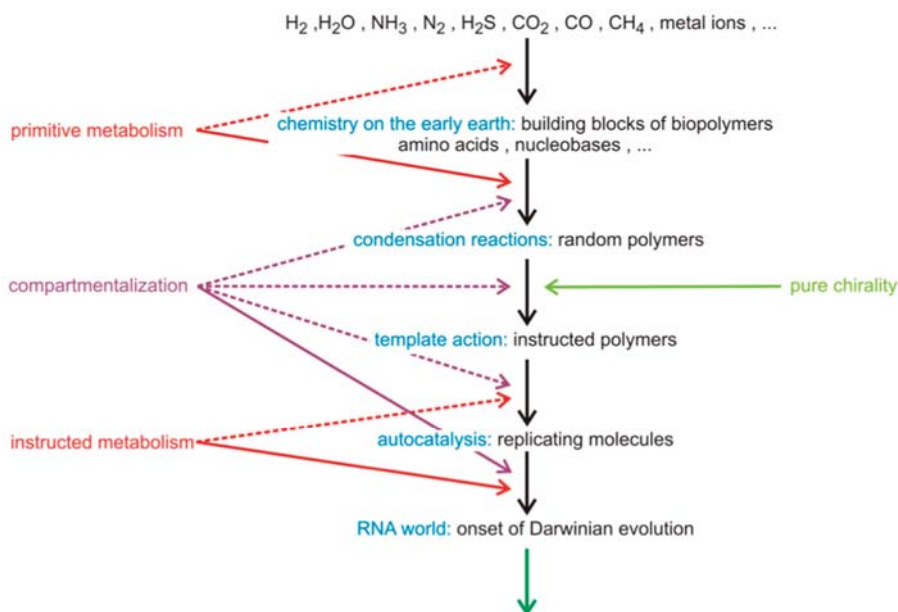 H₂ ,H₂O , NH₃ , N₂ , H₂S , CO₂ , CO , CH₄ , metal ions , ...
primitive metabolism
chemistry on the early earth: building blocks of biopolymers
amino acids , nucleobases , ...
condensation reactions: random polymers
compartmentalization
pure chirality
template action: instructed polymers
instructed metabolism
autocatalysis: replicating molecules
RNA world: onset of Darwinian evolution